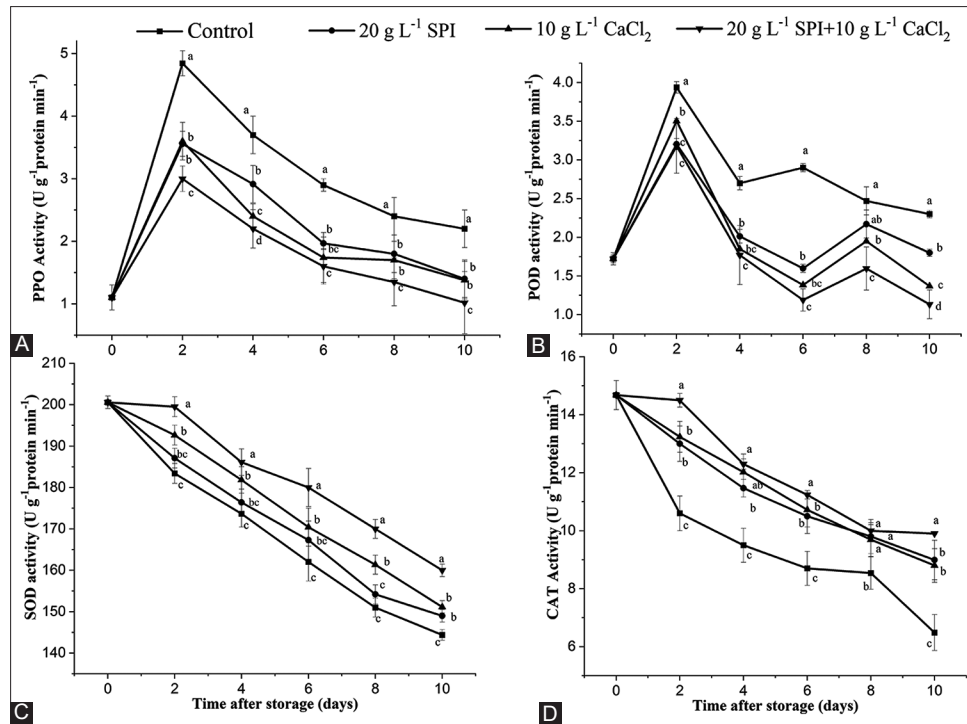 Control
20 g L⁻¹ SPI
10 g L⁻¹ CaCl₂
20 g L⁻¹ SPI+10 g L⁻¹ CaCl₂
PPO Activity (U g⁻¹protein min⁻¹)
5
4
3
2
1
a
a
a
a
a
b
b
c
b
c
d
b
bc
c
b
b
c
b
b
c
0
2
4
6
8
10
A
POD activity (U g⁻¹protein min⁻¹)
4.0
3.5
3.0
2.5
2.0
1.5
1.0
a
b
c
c
a
b
bc
c
a
b
bc
c
a
ab
b
c
a
b
c
d
0
2
4
6
8
10
B
SOD activity (U g⁻¹protein min⁻¹)
210
200
190
180
170
160
150
140
a
b
bc
c
a
b
bc
c
a
b
bc
c
a
b
c
c
a
b
b
c
0
2
4
6
8
10
Time after storage (days)
C
CAT Activity (U g⁻¹protein min⁻¹)
16
14
12
10
8
6
a
b
b
c
a
ab
b
c
a
b
b
c
a
a
a
b
a
b
b
c
0
2
4
6
8
10
Time after storage (days)
D